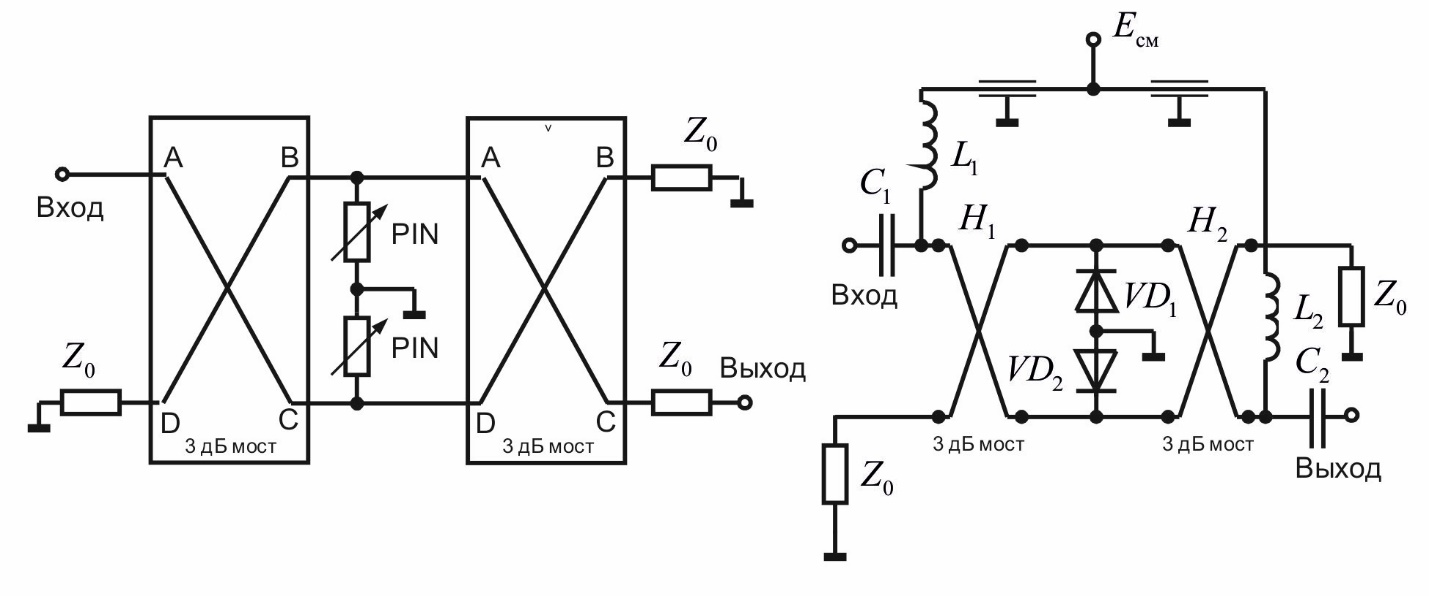 A B
Вход
Z0
D C
3 дБ мост
PIN
PIN
A B
D C
3 дБ мост
Z0
Z0
Выход
Eсм
L1
C1
Вход
H1
H2
VD1
VD2
L2
Z0
C2
3 дБ мост
3 дБ мост
Выход
Z0